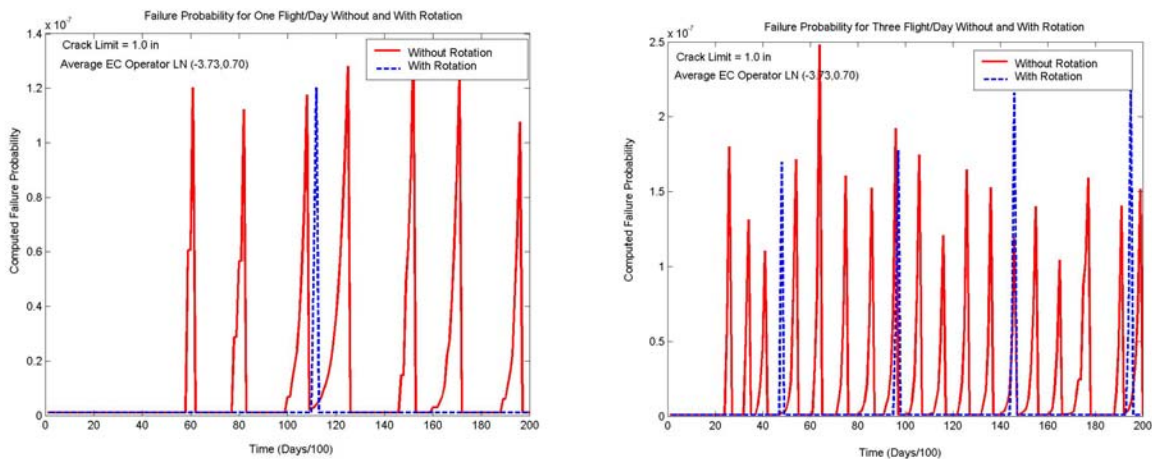 Failure Probability for One Flight/Day Without and With Rotation
x 10-7
1.4
Crack Limit = 1.0 in
Average EC Operator LN (-3.73,0.70)
Without Rotation
With Rotation
1.2
1
0.8
0.6
0.4
0.2
0
Computed Failure Probability
0 20 40 60 80 100 120 140 160 180 200
Time (Days/100)
Failure Probability for Three Flight/Day Without and With Rotation
x 10-7
2.5
Crack Limit = 1.0 in
Average EC Operator LN (-3.73,0.70)
Without Rotation
With Rotation
2
1.5
1
0.5
0
Computed Failure Probability
0 20 40 60 80 100 120 140 160 180 200
Time (Days/100)